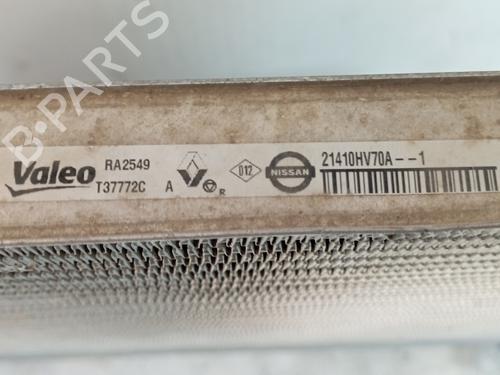 B-Parts
Valeo RA2549 012 NISSAN 21410HV70A--1
T37772C A R